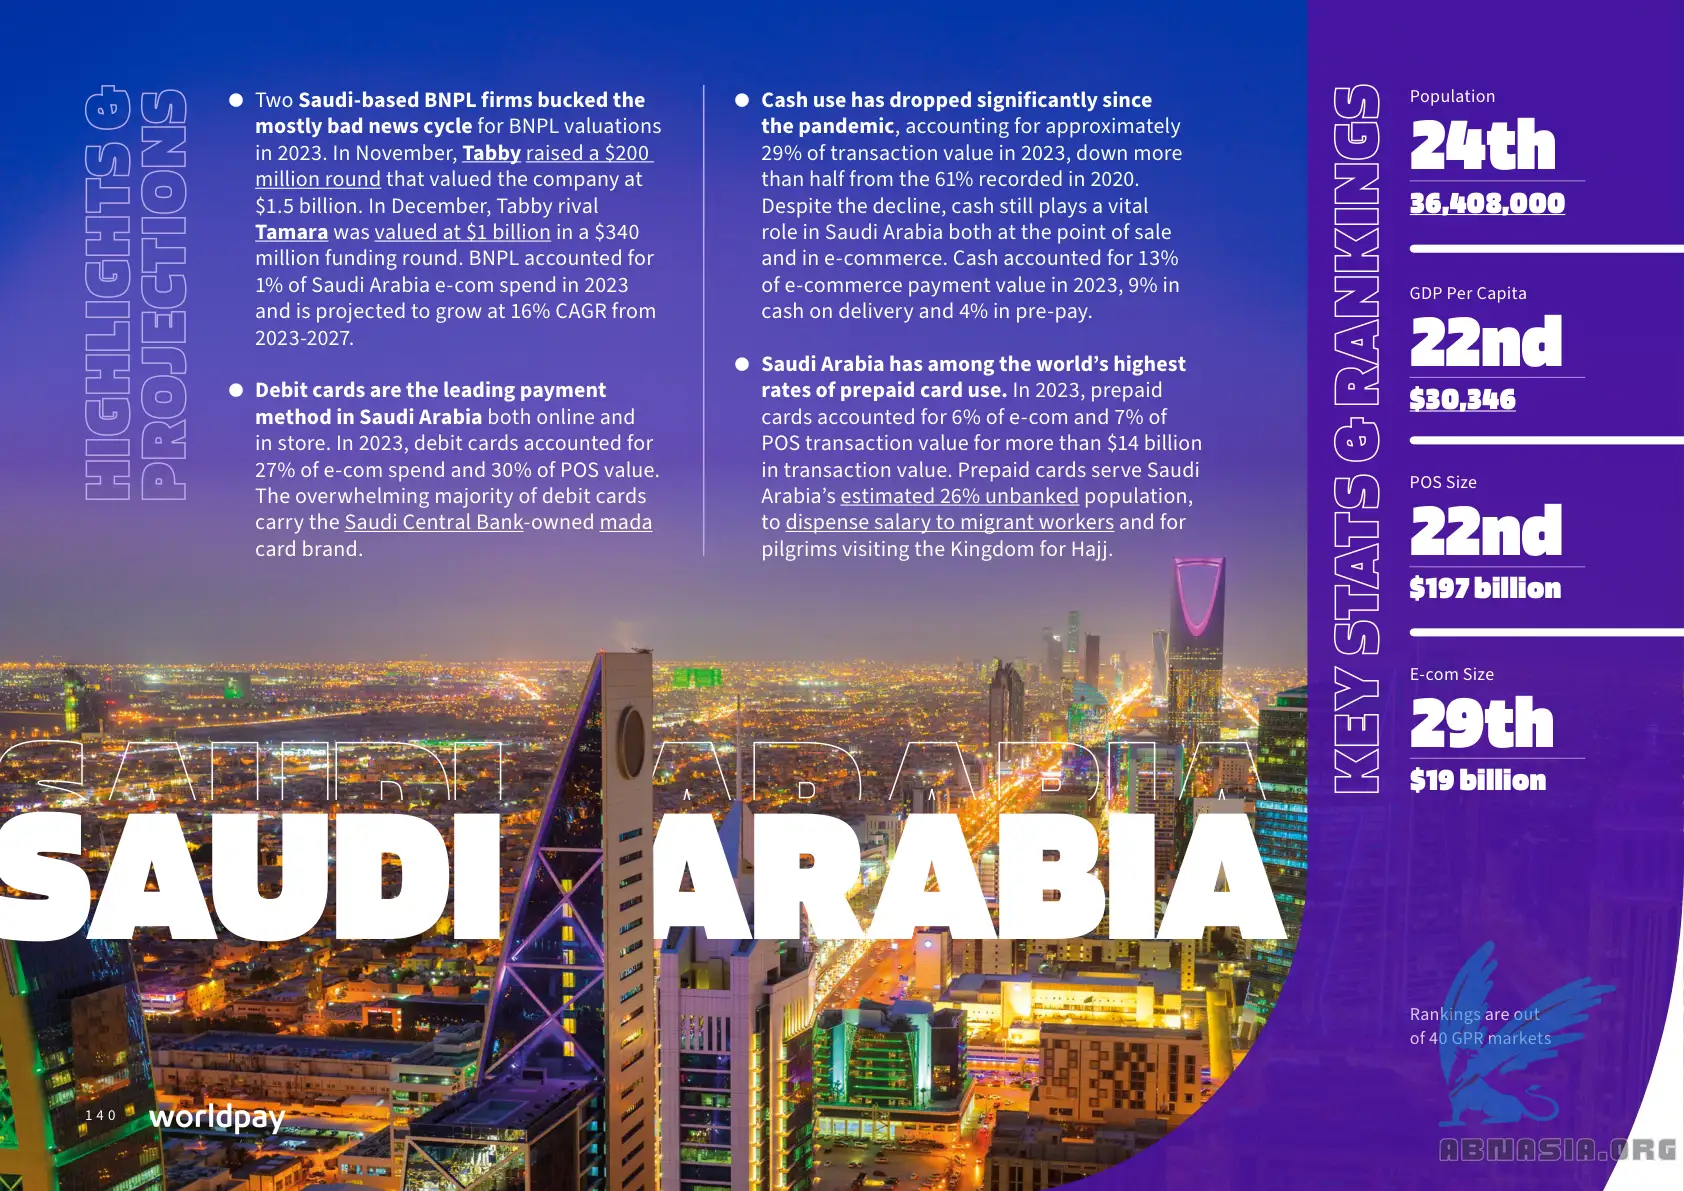 HIGHLIGHTS &
PROJECTIONS
Two Saudi-based BNPL firms bucked the
mostly bad news cycle for BNPL valuations
in 2023. In November, Tabby raised a $200
million round that valued the company at
$1.5 billion. In December, Tabby rival
Tamara was valued at $1 billion in a $340
million funding round. BNPL accounted for
1% of Saudi Arabia e-com spend in 2023
and is projected to grow at 16% CAGR from
2023-2027.
Debit cards are the leading payment
method in Saudi Arabia both online and
in store. In 2023, debit cards accounted for
27% of e-com spend and 30% of POS value.
The overwhelming majority of debit cards
carry the Saudi Central Bank-owned mada
card brand.
Cash use has dropped significantly since
the pandemic, accounting for approximately
29% of transaction value in 2023, down more
than half from the 61% recorded in 2020.
Despite the decline, cash still plays a vital
role in Saudi Arabia both at the point of sale
and in e-commerce. Cash accounted for 13%
of e-commerce payment value in 2023, 9% in
cash on delivery and 4% in pre-pay.
Saudi Arabia has among the world's highest
rates of prepaid card use. In 2023, prepaid
cards accounted for 6% of e-com and 7% of
POS transaction value for more than $14 billion
in transaction value. Prepaid cards serve Saudi
Arabia's estimated 26% unbanked population,
to dispense salary to migrant workers and for
pilgrims visiting the Kingdom for Hajj.
KEY STATS & RANKINGS
Population
24th
36,408,000
GDP Per Capita
22nd
$30,346
POS Size
22nd
$197 billion
E-com Size
29th
$19 billion
SAUDI ARABIA
SAUDI ARABIA
Rankings are out
of 40 GPR markets
140 worldpay
ABNASIA.ORG